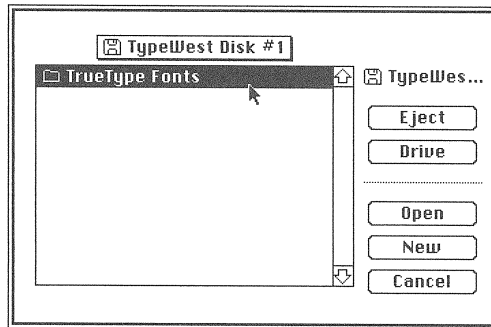 TypeWest Disk #1
TrueType Fonts
TypeWes...
Eject
Drive
Open
New
Cancel